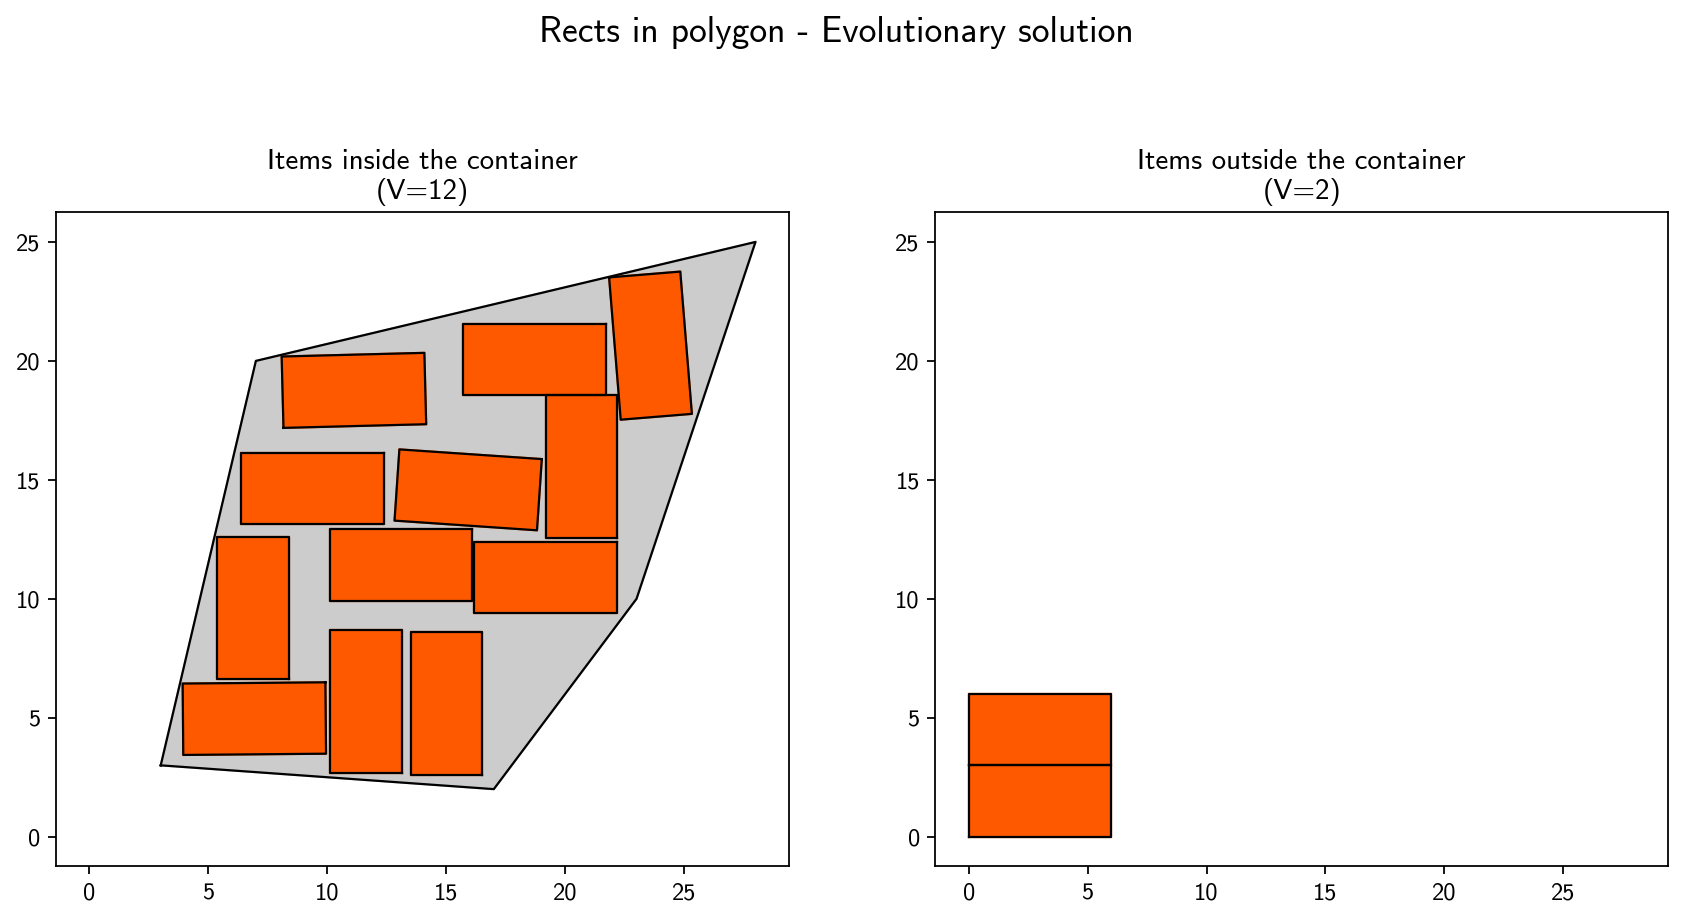 Rects in polygon - Evolutionary solution
Items inside the container
(V=12)
25
20
15
10
5
0
0 5 10 15 20 25
Items outside the container
(V=2)
25
20
15
10
5
0
0 5 10 15 20 25